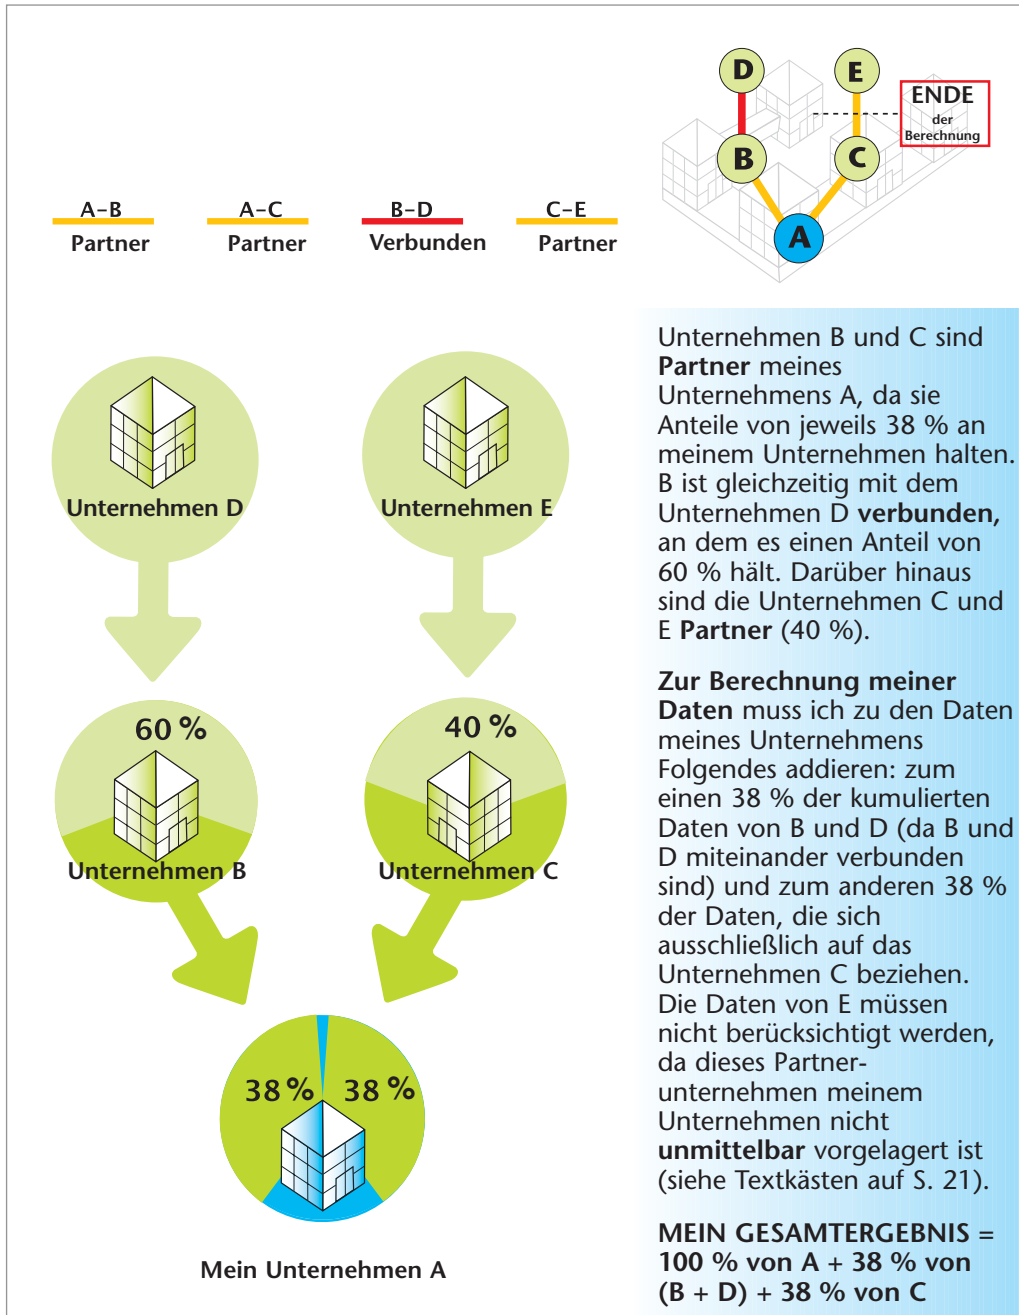 D
E
ENDE
der
Berechnung
B
C
A
A–B
Partner
A–C
Partner
B–D
Verbunden
C–E
Partner
Unternehmen D
Unternehmen E
60 %
40 %
Unternehmen B
Unternehmen C
38 %
38 %
Mein Unternehmen A
Unternehmen B und C sind
Partner meines
Unternehmens A, da sie
Anteile von jeweils 38 % an
meinem Unternehmen halten.
B ist gleichzeitig mit dem
Unternehmen D verbunden,
an dem es einen Anteil von
60 % hält. Darüber hinaus
sind die Unternehmen C und
E Partner (40 %).
Zur Berechnung meiner
Daten muss ich zu den Daten
meines Unternehmens
Folgendes addieren: zum
einen 38 % der kumulierten
Daten von B und D (da B und
D miteinander verbunden
sind) und zum anderen 38 %
der Daten, die sich
ausschließlich auf das
Unternehmen C beziehen.
Die Daten von E müssen
nicht berücksichtigt werden,
da dieses Partner-
unternehmen meinem
Unternehmen nicht
unmittelbar vorgelagert ist
(siehe Textkästen auf S. 21).
MEIN GESAMTERGEBNIS =
100 % von A + 38 % von
(B + D) + 38 % von C